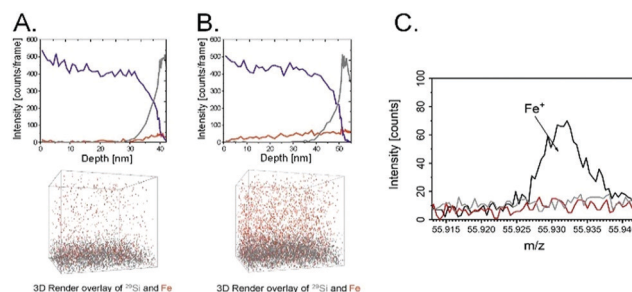 A.
B.
C.
Intensity [counts/frame]
600
500
400
300
200
100
0
0 10 20 30 40
Depth [nm]
Intensity [counts/frame]
600
500
400
300
200
100
0
0 10 20 30 40 50
Depth [nm]
Intensity [counts]
100
80
60
40
20
0
Fe⁺
55.915 55.920 55.925 55.930 55.935 55.940
m/z
3D Render overlay of ²⁹Si and Fe
3D Render overlay of ²⁹Si and Fe